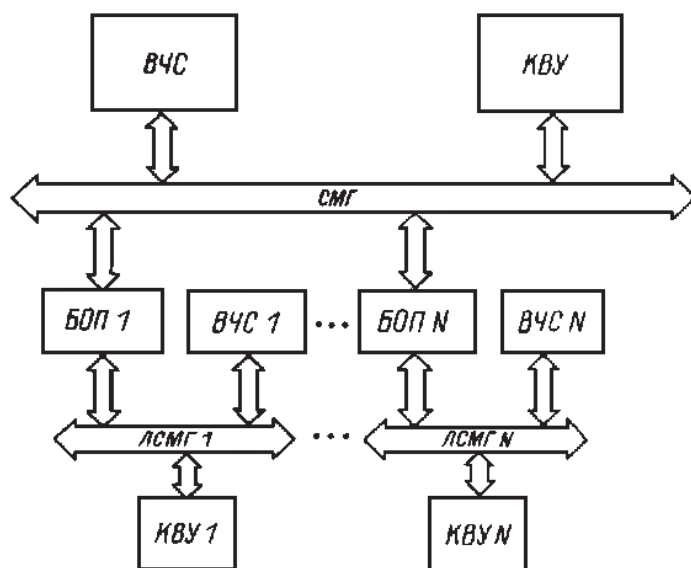 ВЧС
КВУ
СМГ
БОП 1
ВЧС 1
...
БОП N
ВЧС N
ЛСМГ 1
...
ЛСМГ N
КВУ 1
КВУ N